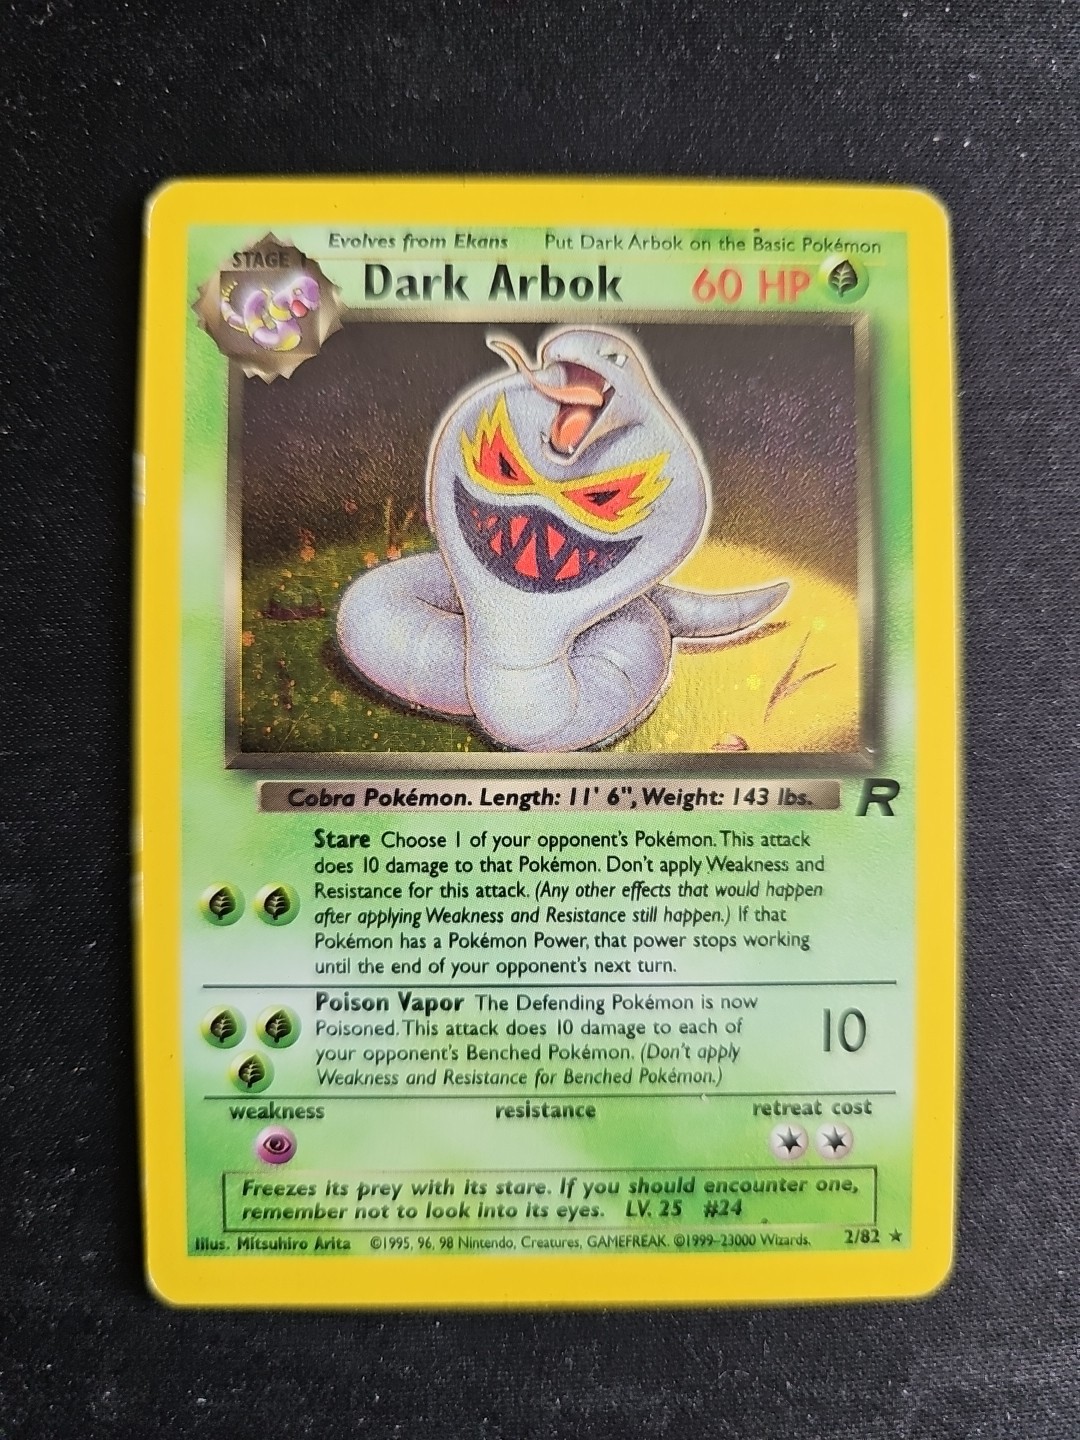 Evolves from Ekans Put Dark Arbok on the Basic Pokémon
STAGE 1
Dark Arbok 60 HP
Cobra Pokémon. Length: 11' 6", Weight: 143 lbs.
R
Stare Choose 1 of your opponent's Pokémon. This attack
does 10 damage to that Pokémon. Don't apply Weakness and
Resistance for this attack. (Any other effects that would happen
after applying Weakness and Resistance still happen.) If that
Pokémon has a Pokémon Power, that power stops working
until the end of your opponent's next turn.
Poison Vapor The Defending Pokémon is now
Poisoned. This attack does 10 damage to each of
your opponent's Benched Pokémon. (Don't apply
Weakness and Resistance for Benched Pokémon.)
10
weakness resistance retreat cost
Freezes its prey with its stare. If you should encounter one,
remember not to look into its eyes. LV. 25 #24
Illus. Mitsuhiro Arita ©1995, 96, 98 Nintendo, Creatures, GAMEFREAK. ©1999-23000 Wizards. 2/82 ★